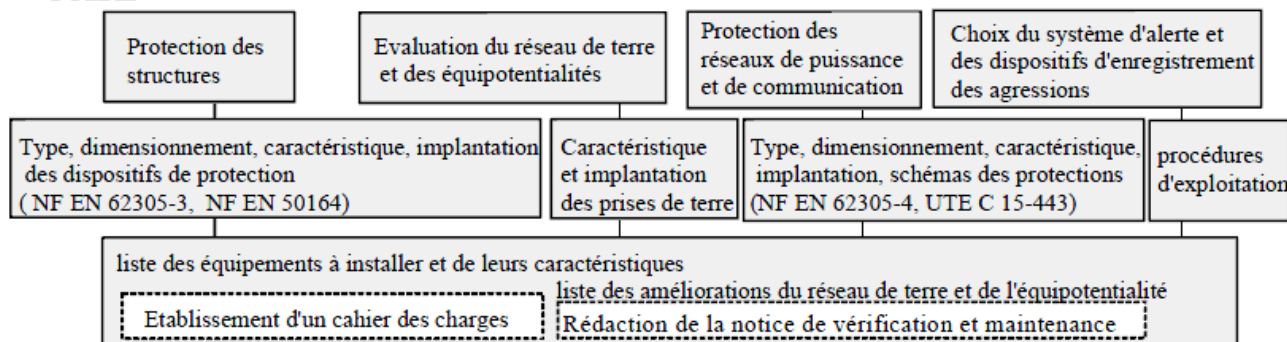 Protection des
structures
Evaluation du réseau de terre
et des équipotentialités
Protection des
réseaux de puissance
et de communication
Choix du système d'alerte et
des dispositifs d'enregistrement
des agressions
Type, dimensionnement, caractéristique, implantation
des dispositifs de protection
( NF EN 62305-3, NF EN 50164)
Caractéristique
et implantation
des prises de terre
Type, dimensionnement, caractéristique,
implantation, schémas des protections
(NF EN 62305-4, UTE C 15-443)
procédures
d'exploitation
liste des équipements à installer et de leurs caractéristiques
liste des améliorations du réseau de terre et de l'équipotentialité
Etablissement d'un cahier des charges
Rédaction de la notice de vérification et maintenance